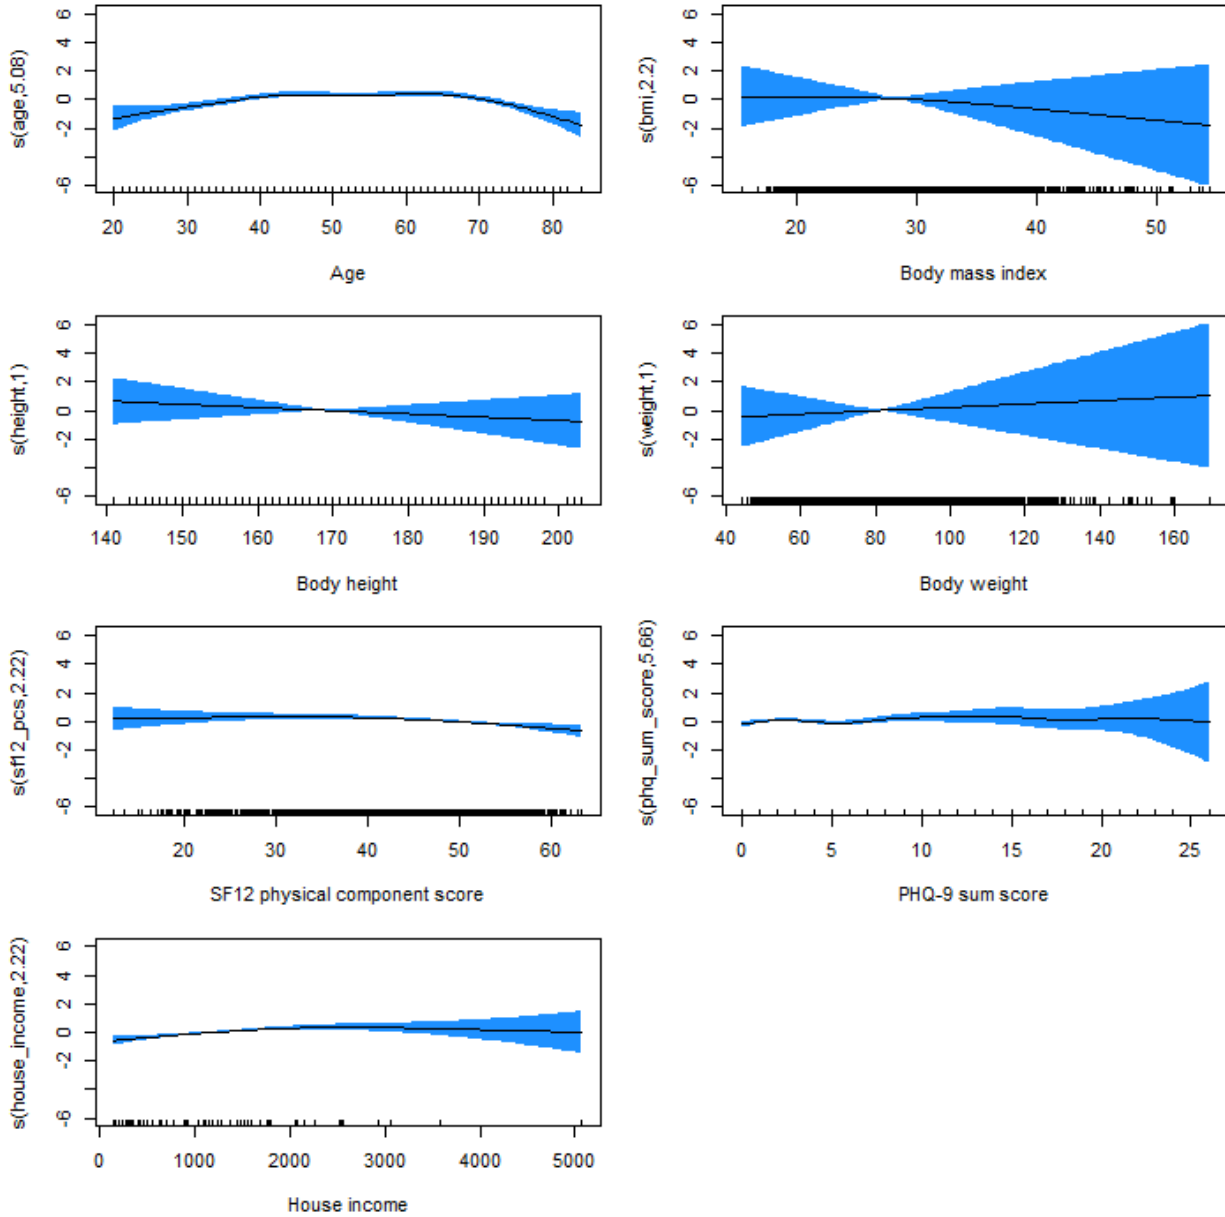 s(age,5.08)
6
4
2
0
-2
-6
20 30 40 50 60 70 80
Age
s(bmi,2.2)
6
4
2
0
-2
-6
20 30 40 50
Body mass index
s(height,1)
6
4
2
0
-2
-6
140 150 160 170 180 190 200
Body height
s(weight,1)
6
4
2
0
-2
-6
40 60 80 100 120 140 160
Body weight
s(sf12_pcs,2.22)
6
4
2
0
-2
-6
20 30 40 50 60
SF12 physical component score
s(phq_sum_score,5.66)
6
4
2
0
-2
-6
0 5 10 15 20 25
PHQ-9 sum score
s(house_income,2.22)
6
4
2
0
-2
-6
0 1000 2000 3000 4000 5000
House income